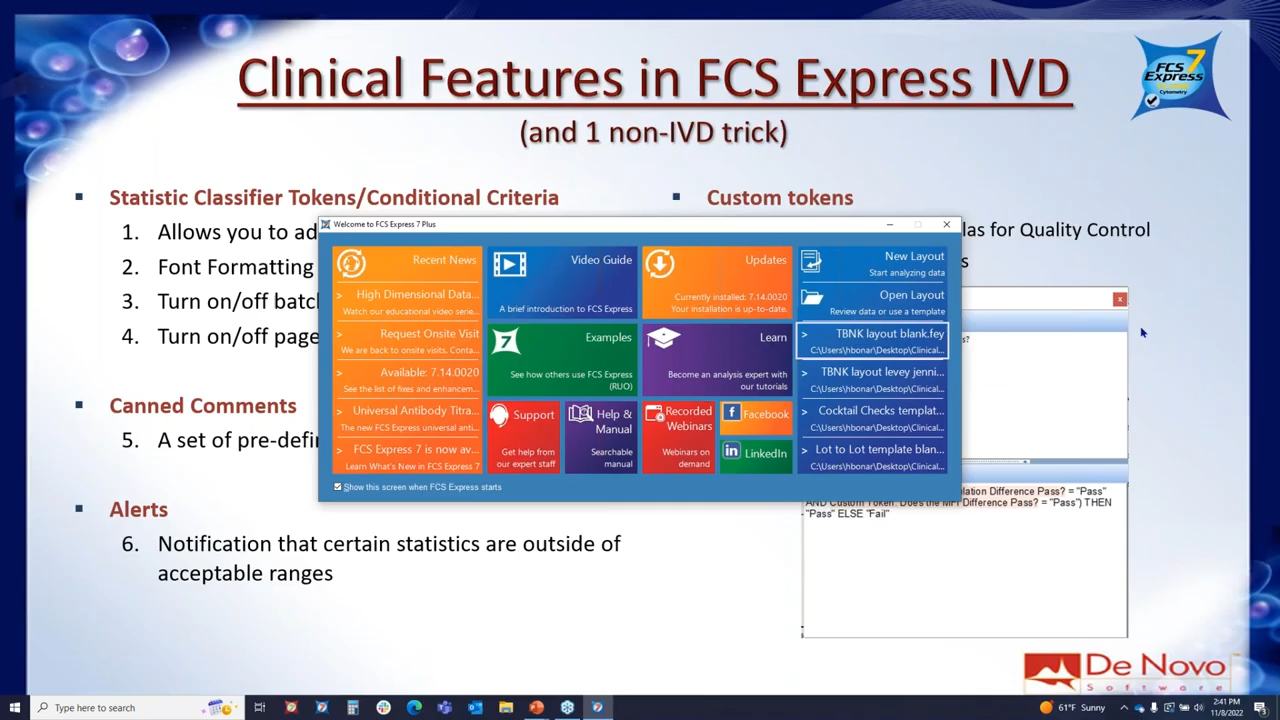 Clinical Features in FCS Express IVD
(and 1 non-IVD trick)
FCS 7
Express
Cytometry
▪ Statistic Classifier Tokens/Conditional Criteria
1. Allows you to ad
2. Font Formatting
3. Turn on/off batc
4. Turn on/off page
▪ Canned Comments
5. A set of pre-defi
▪ Alerts
6. Notification that certain statistics are outside of
acceptable ranges
▪ Custom tokens
las for Quality Control
s
Welcome to FCS Express 7 Plus
Recent News
> High Dimensional Data...
Watch our educational video serie...
> Request Onsite Visit
We are back to onsite visits. Conta...
> Available: 7.14.0020
See the list of fixes and enhancem...
> Universal Antibody Titra...
The new FCS Express universal anti...
> FCS Express 7 is now av...
Learn What's New in FCS Express 7
Video Guide
A brief introduction to FCS Express
Updates
Currently installed: 7.14.0020
Your installation is up-to-date.
7
Examples
See how others use FCS Express
(RUO)
Learn
Become an analysis expert with
our tutorials
Support
Get help from
our expert staff
Help &
Manual
Searchable
manual
Recorded
Webinars
Webinars on
demand
Facebook
LinkedIn
New Layout
Start analyzing data
Open Layout
Review data or use a template
> TBNK layout blank.fey
C:\Users\hbonar\Desktop\Clinical...
> TBNK layout levey jenni...
C:\Users\hbonar\Desktop\Clinical...
> Cocktail Checks templat...
C:\Users\hbonar\Desktop\Clinical...
> Lot to Lot template blan...
C:\Users\hbonar\Desktop\Clinical...
Show this screen when FCS Express starts
s?
lation Difference Pass? = "Pass"
AND Custom Token: Does the MFI Difference Pass? = "Pass") THEN
"Pass" ELSE "Fail"
De Novo
Software
Type here to search
61°F Sunny
2:41 PM
11/8/2022